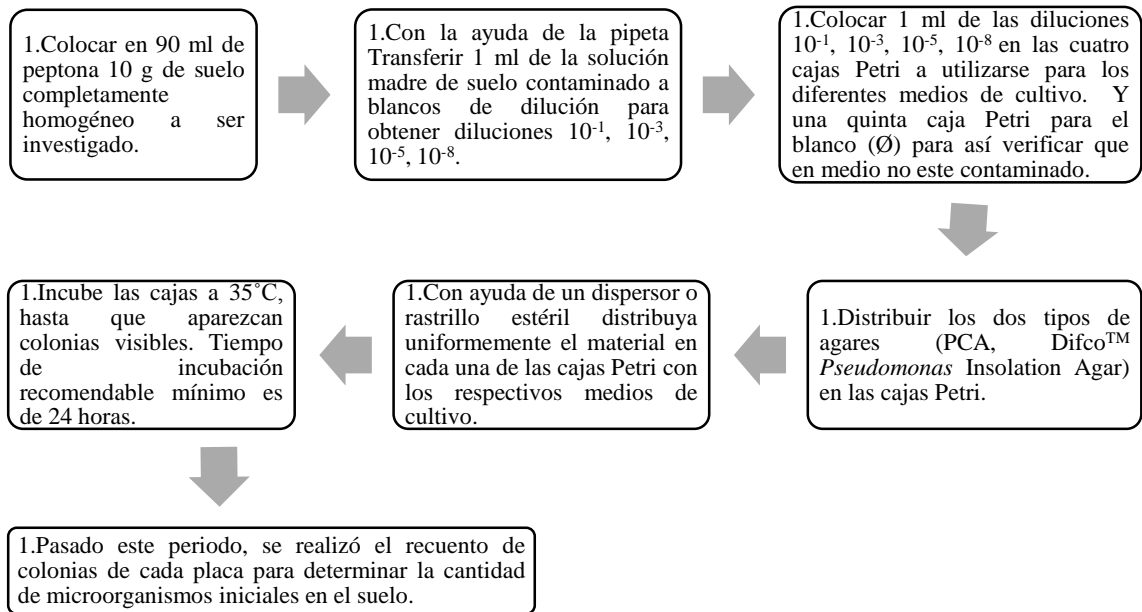 1.Colocar en 90 ml de
peptona 10 g de suelo
completamente
homogéneo a ser
investigado.
1.Con la ayuda de la pipeta
Transferir 1 ml de la solución
madre de suelo contaminado a
blancos de dilución para
obtener diluciones 10⁻¹, 10⁻³,
10⁻⁵, 10⁻⁸.
1.Colocar 1 ml de las diluciones
10⁻¹, 10⁻³, 10⁻⁵, 10⁻⁸ en las cuatro
cajas Petri a utilizarse para los
diferentes medios de cultivo. Y
una quinta caja Petri para el
blanco (Ø) para así verificar que
en medio no este contaminado.
1.Distribuir los dos tipos de
agares (PCA, Difco™
Pseudomonas Insolation Agar)
en las cajas Petri.
1.Con ayuda de un dispersor o
rastrillo estéril distribuya
uniformemente el material en
cada una de las cajas Petri con
los respectivos medios de
cultivo.
1.Incube las cajas a 35˚C,
hasta que aparezcan
colonias visibles. Tiempo
de incubación
recomendable mínimo es
de 24 horas.
1.Pasado este periodo, se realizó el recuento de
colonias de cada placa para determinar la cantidad
de microorganismos iniciales en el suelo.